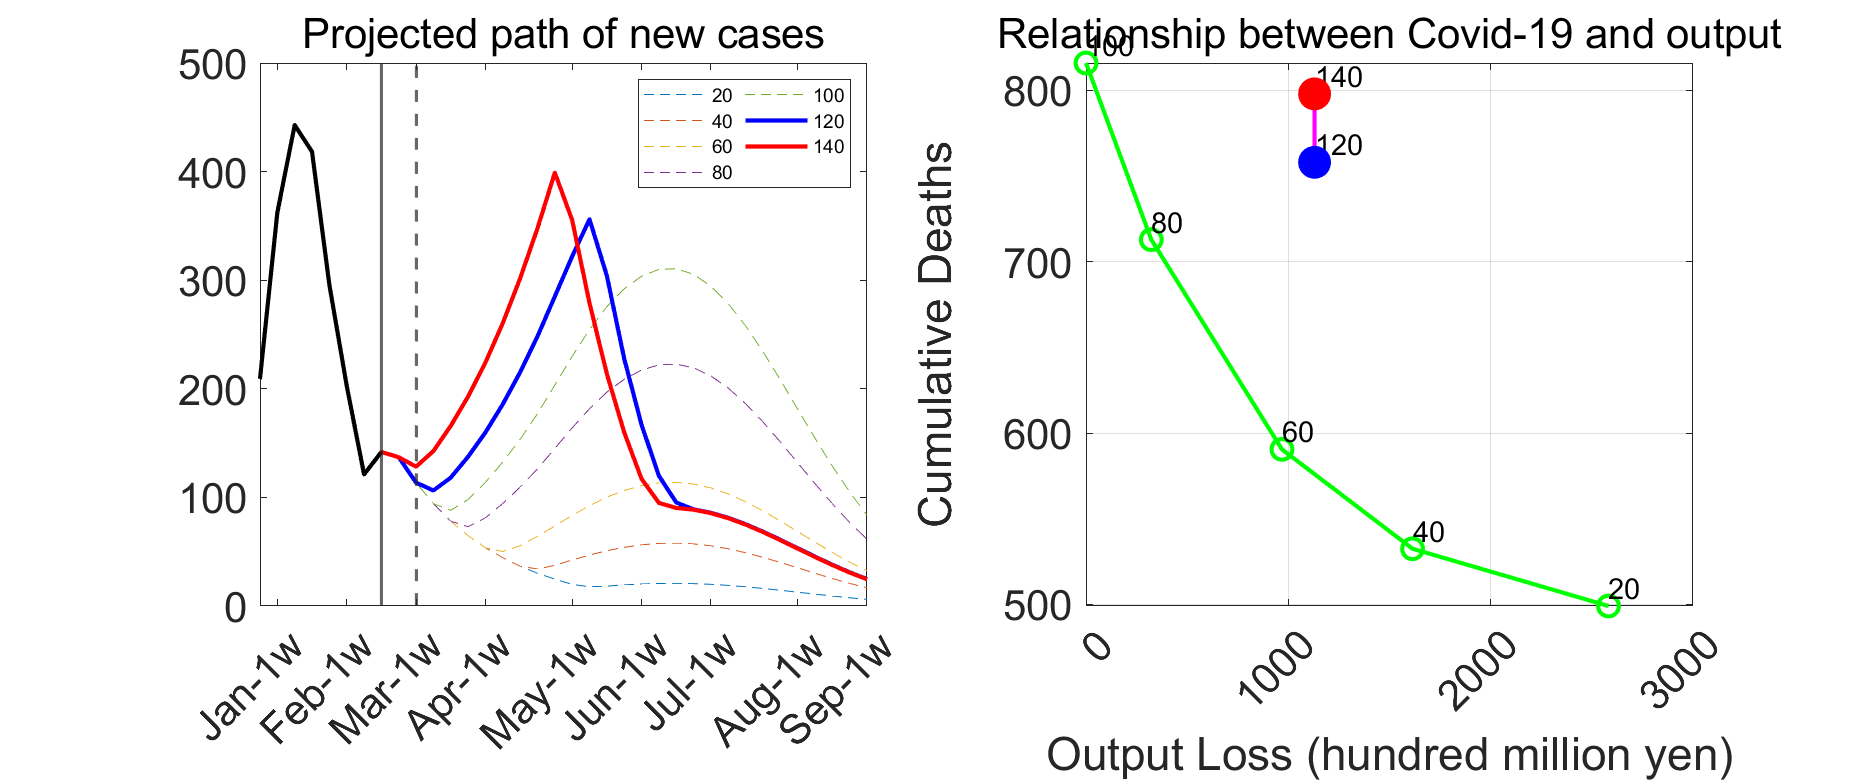 Projected path of new cases
500
400
300
200
100
0
20
40
60
80
100
120
140
Jan-1w
Feb-1w
Mar-1w
Apr-1w
May-1w
Jun-1w
Jul-1w
Aug-1w
Sep-1w
Relationship between Covid-19 and output
Cumulative Deaths
800
700
600
500
100
140
120
80
60
40
20
0
1000
2000
3000
Output Loss (hundred million yen)